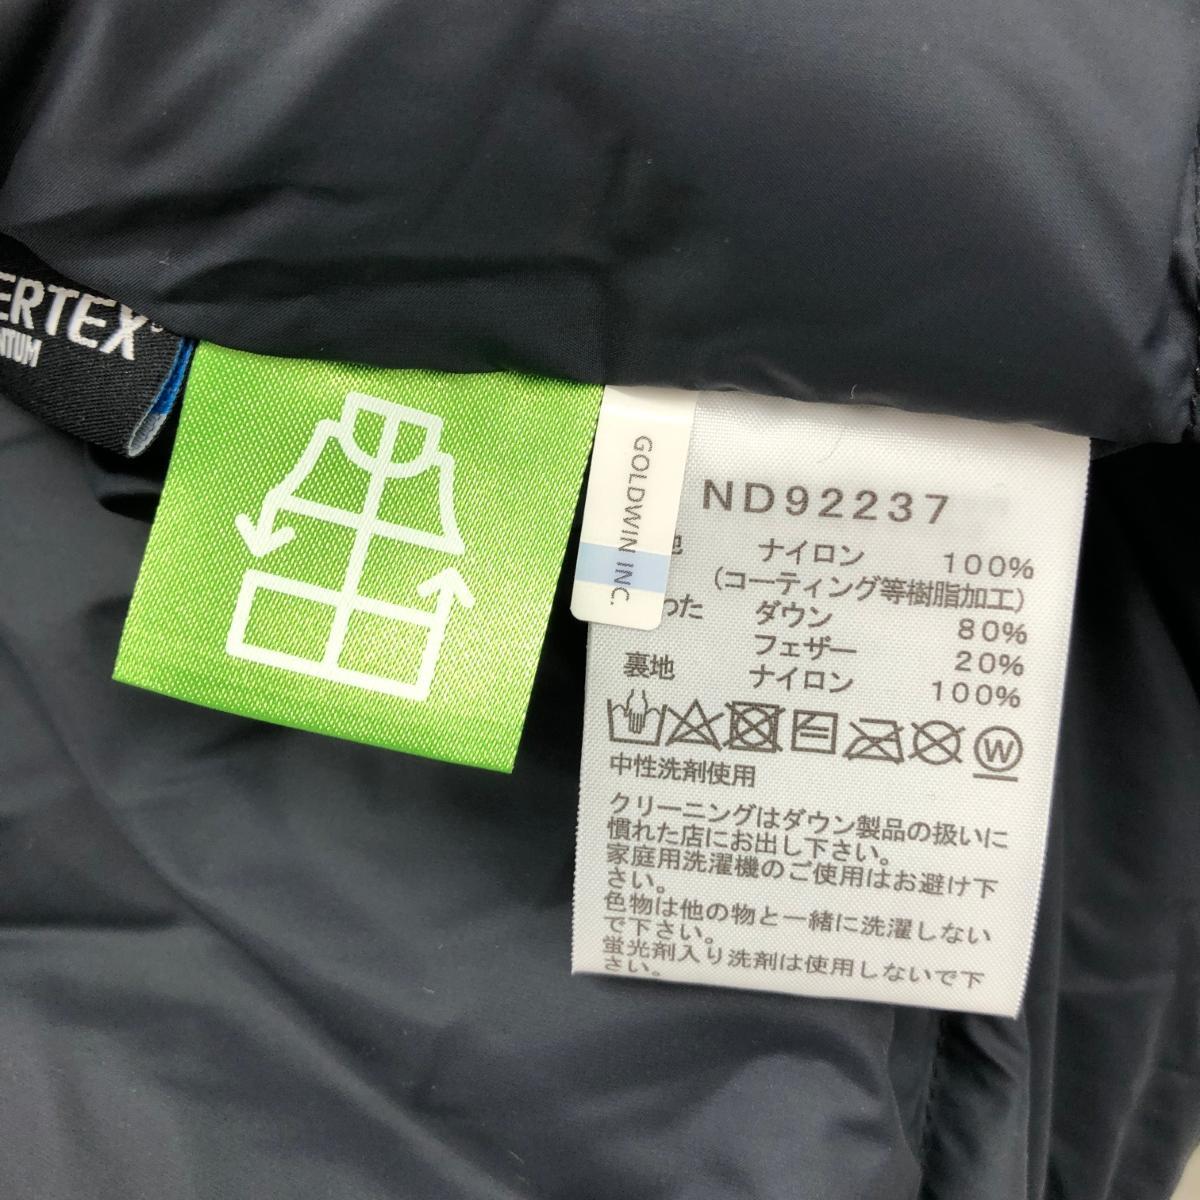 ERTEX
NTUM
GOLDWIN INC.
ND92237
地 ナイロン 100%
(コーティング等樹脂加工)
わた ダウン 80%
フェザー 20%
裏地 ナイロン 100%
W
中性洗剤使用
クリーニングはダウン製品の扱いに
慣れた店にお出し下さい。
家庭用洗濯機のご使用はお避け下
さい。
色物は他の物と一緒に洗濯しない
で下さい。
蛍光剤入り洗剤は使用しないで下
さい。